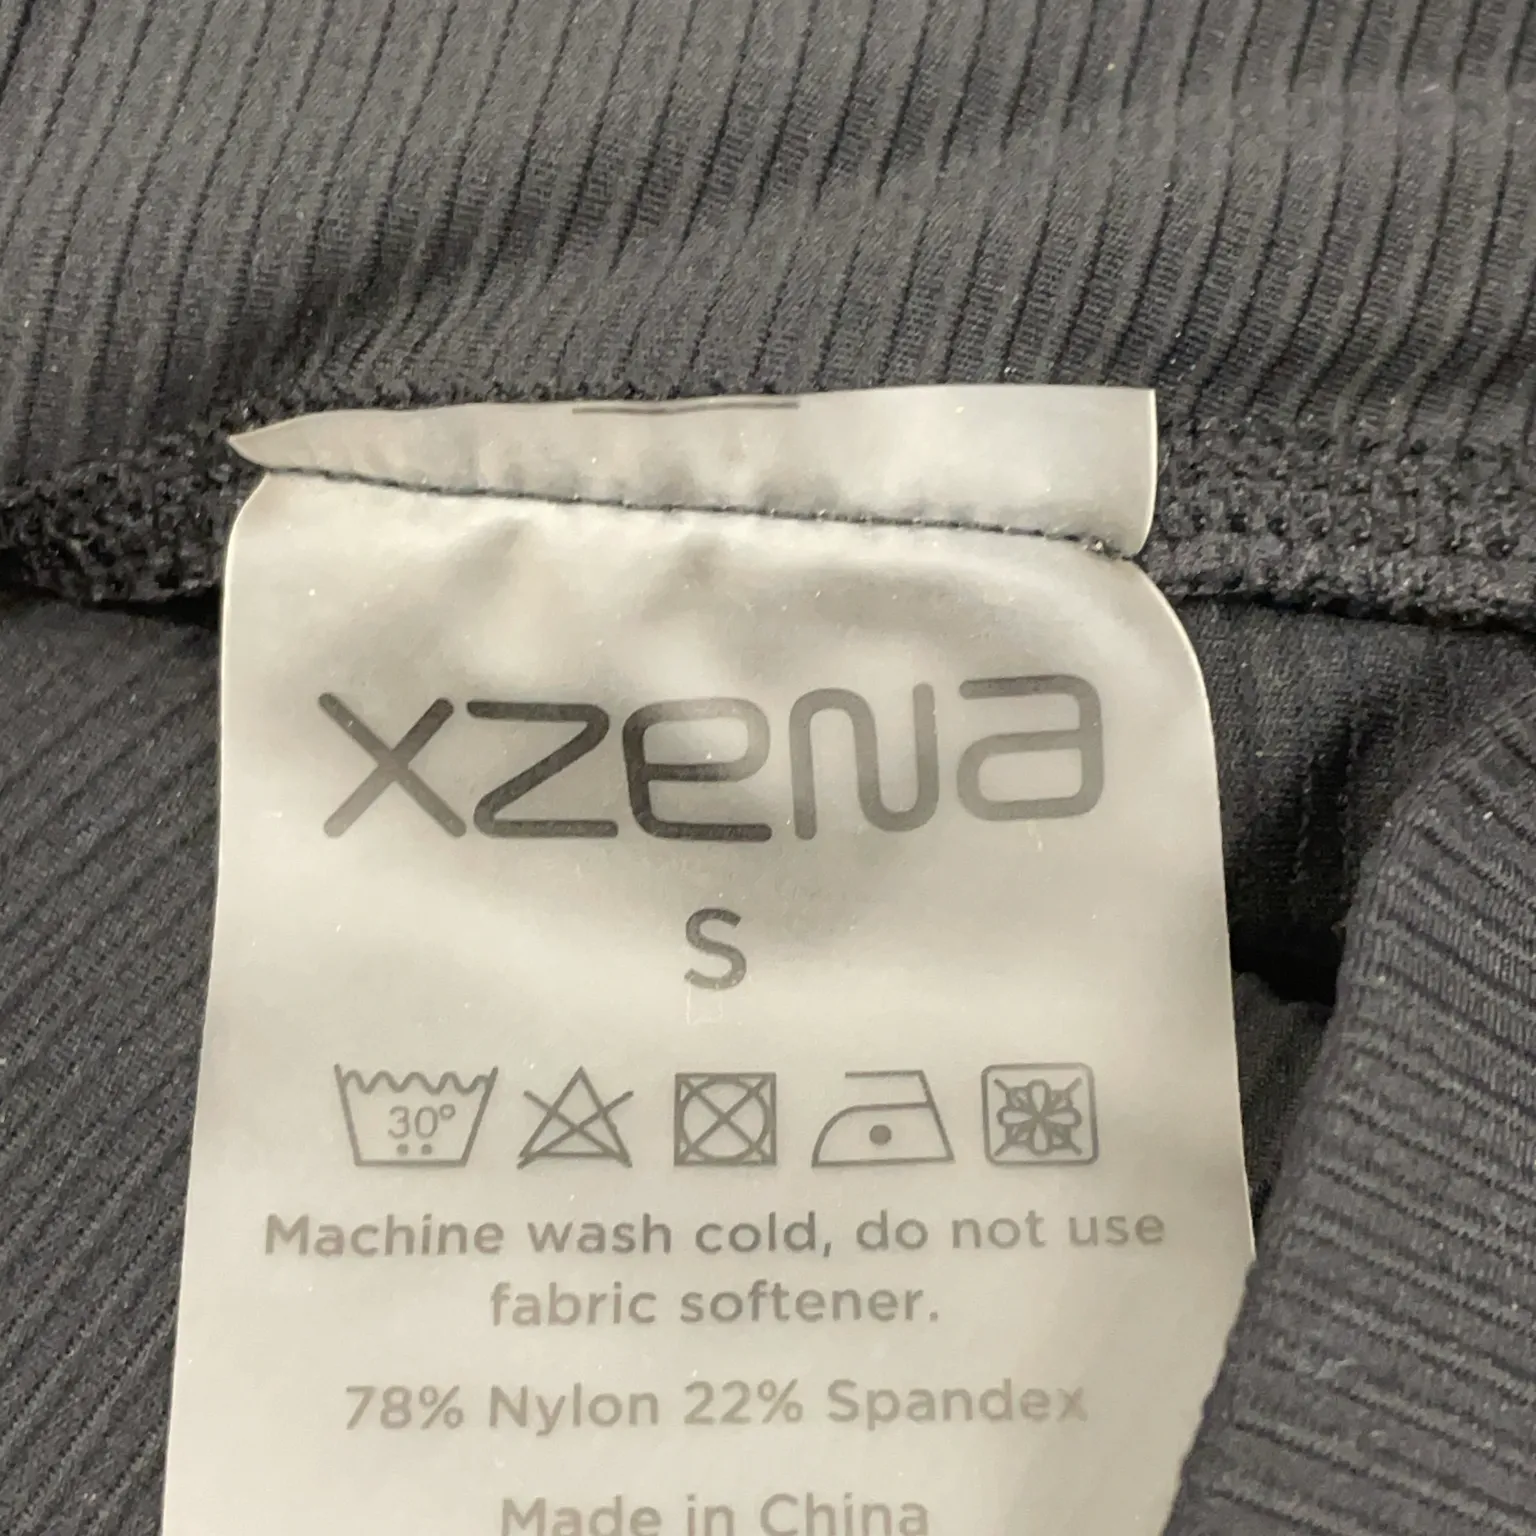 xzena
S
30°
Machine wash cold, do not use
fabric softener.
78% Nylon 22% Spandex
Made in China